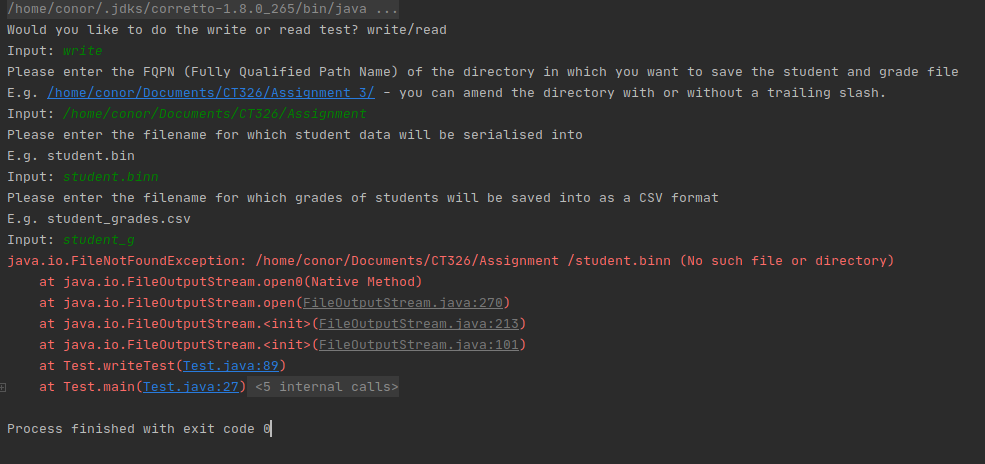 /home/conor/.jdks/corretto-1.8.0_265/bin/java ...
Would you like to do the write or read test? write/read
Input: write
Please enter the FQPN (Fully Qualified Path Name) of the directory in which you want to save the student and grade file
E.g. /home/conor/Documents/CT326/Assignment 3/ - you can amend the directory with or without a trailing slash.
Input: /home/conor/Documents/CT326/Assignment
Please enter the filename for which student data will be serialised into
E.g. student.bin
Input: student.binn
Please enter the filename for which grades of students will be saved into as a CSV format
E.g. student_grades.csv
Input: student_g
java.io.FileNotFoundException: /home/conor/Documents/CT326/Assignment /student.binn (No such file or directory)
    at java.io.FileOutputStream.open0(Native Method)
    at java.io.FileOutputStream.open(FileOutputStream.java:270)
    at java.io.FileOutputStream.<init>(FileOutputStream.java:213)
    at java.io.FileOutputStream.<init>(FileOutputStream.java:101)
    at Test.writeTest(Test.java:89)
    at Test.main(Test.java:27) <5 internal calls>
Process finished with exit code 0